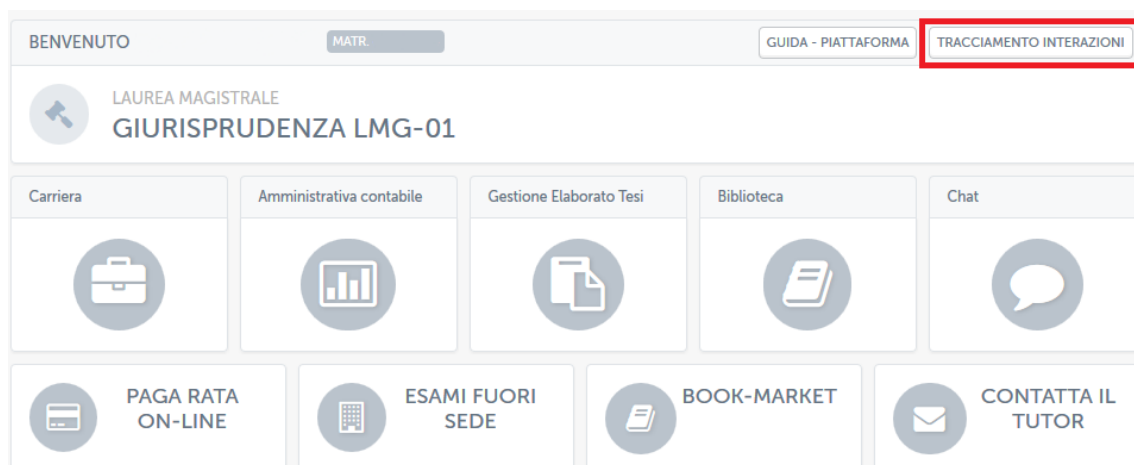 BENVENUTO
MATR.
GUIDA - PIATTAFORMA
TRACCIAMENTO INTERAZIONI
LAUREA MAGISTRALE
GIURISPRUDENZA LMG-01
Carriera
Amministrativa contabile
Gestione Elaborato Tesi
Biblioteca
Chat
PAGA RATA
ON-LINE
ESAMI FUORI
SEDE
BOOK-MARKET
CONTATTA IL
TUTOR